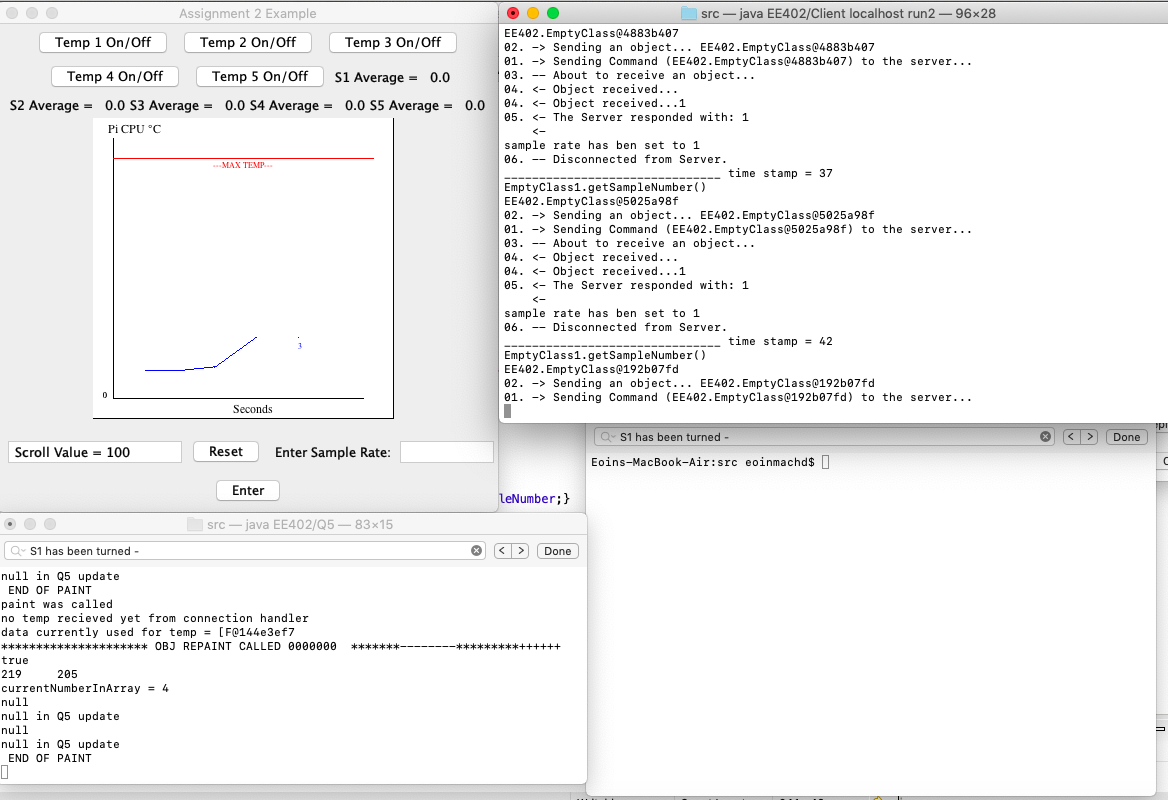 Assignment 2 Example
Temp 1 On/Off
Temp 2 On/Off
Temp 3 On/Off
Temp 4 On/Off
Temp 5 On/Off
S1 Average = 0.0
S2 Average = 0.0 S3 Average = 0.0 S4 Average = 0.0 S5 Average = 0.0
Pi CPU °C
---MAX TEMP---
3
0
Seconds
Scroll Value = 100
Reset
Enter Sample Rate:
Enter
src — java EE402/Client localhost run2 — 96×28
EE402.EmptyClass@4883b407
02. -> Sending an object... EE402.EmptyClass@4883b407
01. -> Sending Command (EE402.EmptyClass@4883b407) to the server...
03. -- About to receive an object...
04. <- Object received...
04. <- Object received...1
05. <- The Server responded with: 1
<-
sample rate has ben set to 1
06. -- Disconnected from Server.
_______________________________ time stamp = 37
EmptyClass1.getSampleNumber()
EE402.EmptyClass@5025a98f
02. -> Sending an object... EE402.EmptyClass@5025a98f
01. -> Sending Command (EE402.EmptyClass@5025a98f) to the server...
03. -- About to receive an object...
04. <- Object received...
04. <- Object received...1
05. <- The Server responded with: 1
<-
sample rate has ben set to 1
06. -- Disconnected from Server.
_______________________________ time stamp = 42
EmptyClass1.getSampleNumber()
EE402.EmptyClass@192b07fd
02. -> Sending an object... EE402.EmptyClass@192b07fd
01. -> Sending Command (EE402.EmptyClass@192b07fd) to the server...
S1 has been turned -
< >
Done
Eoins-MacBook-Air:src eoinmachd$
leNumber;}
src — java EE402/Q5 — 83×15
S1 has been turned -
< >
Done
null in Q5 update
END OF PAINT
paint was called
no temp recieved yet from connection handler
data currently used for temp = [F@144e3ef7
********************* OBJ REPAINT CALLED 0000000 *******--------*********++++++
true
219 205
currentNumberInArray = 4
null
null in Q5 update
null
null in Q5 update
END OF PAINT